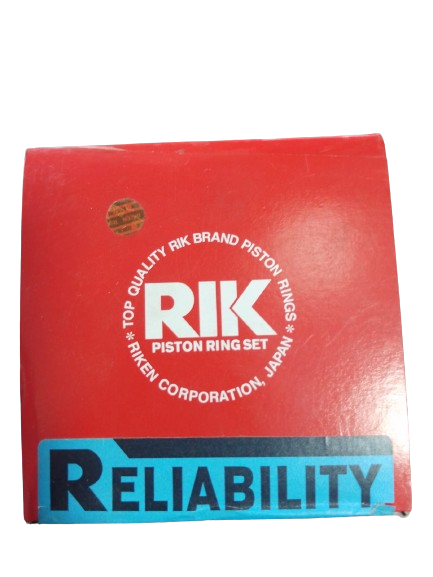 * TOP QUALITY RIK BRAND PISTON RINGS *
RIK
PISTON RING SET
RIKEN CORPORATION, JAPAN
RELIABILITY